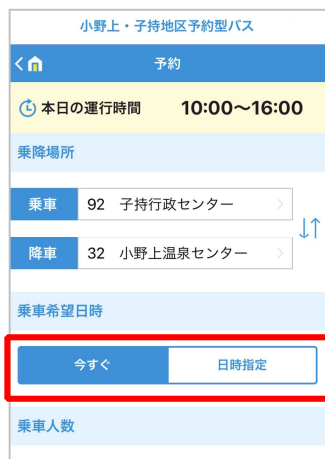 小野上・子持地区予約型バス
予約
本日の運行時間 10:00〜16:00
乗降場所
乗車 92 子持行政センター
降車 32 小野上温泉センター
乗車希望日時
今すぐ 日時指定
乗車人数